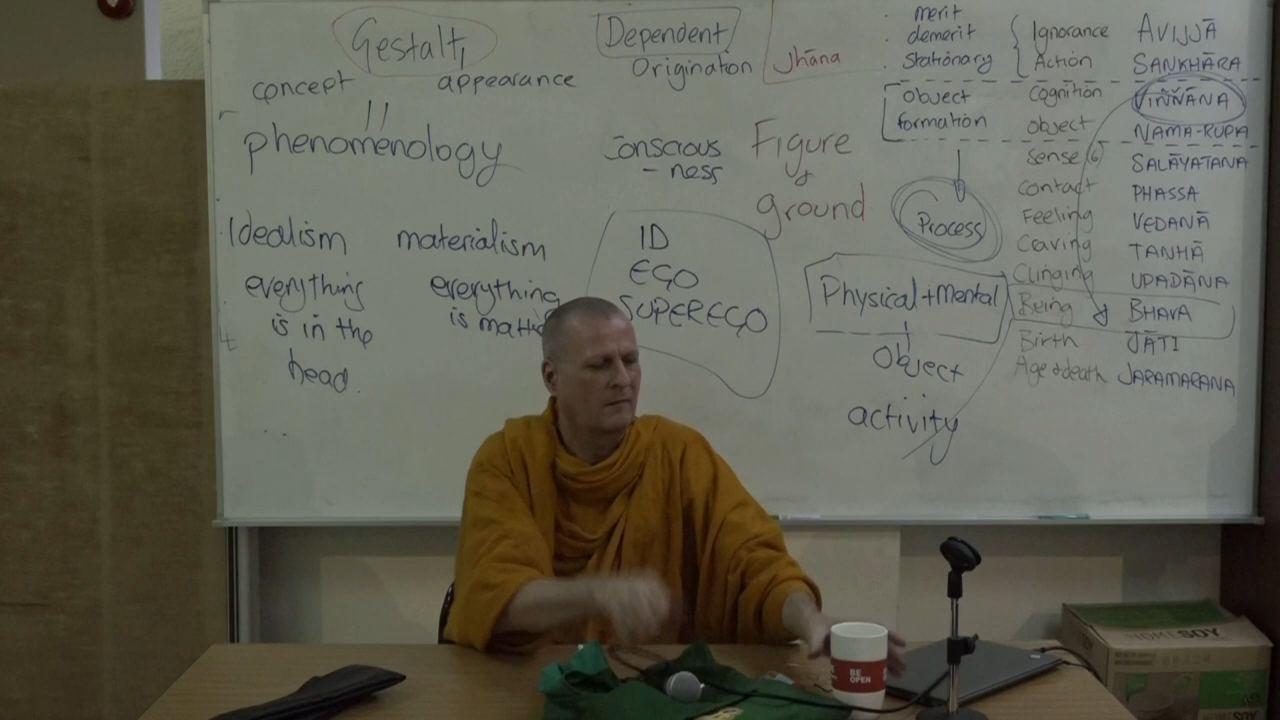 Gestalt
concept appearance
phenomenology
Idealism
everything
is in the
head
materialism
everything
is matter
Dependent
Origination
Jhāna
conscious
- ness
Figure
&
ground
ID
EGO
SUPEREGO
merit
demerit
Stationary
object
formation
Process
Physical + Mental
Object
activity
Ignorance AVIJJĀ
Action SANKHĀRA
Cognition VIÑÑĀNA
object NAMA-RUPA
Sense (6) SALĀYATANA
contact PHASSA
Feeling VEDANĀ
Craving TANHĀ
Clinging UPADĀNA
Being BHAVA
Birth JĀTI
Age & death JARAMARANA
BE
OPEN
HOMESOY